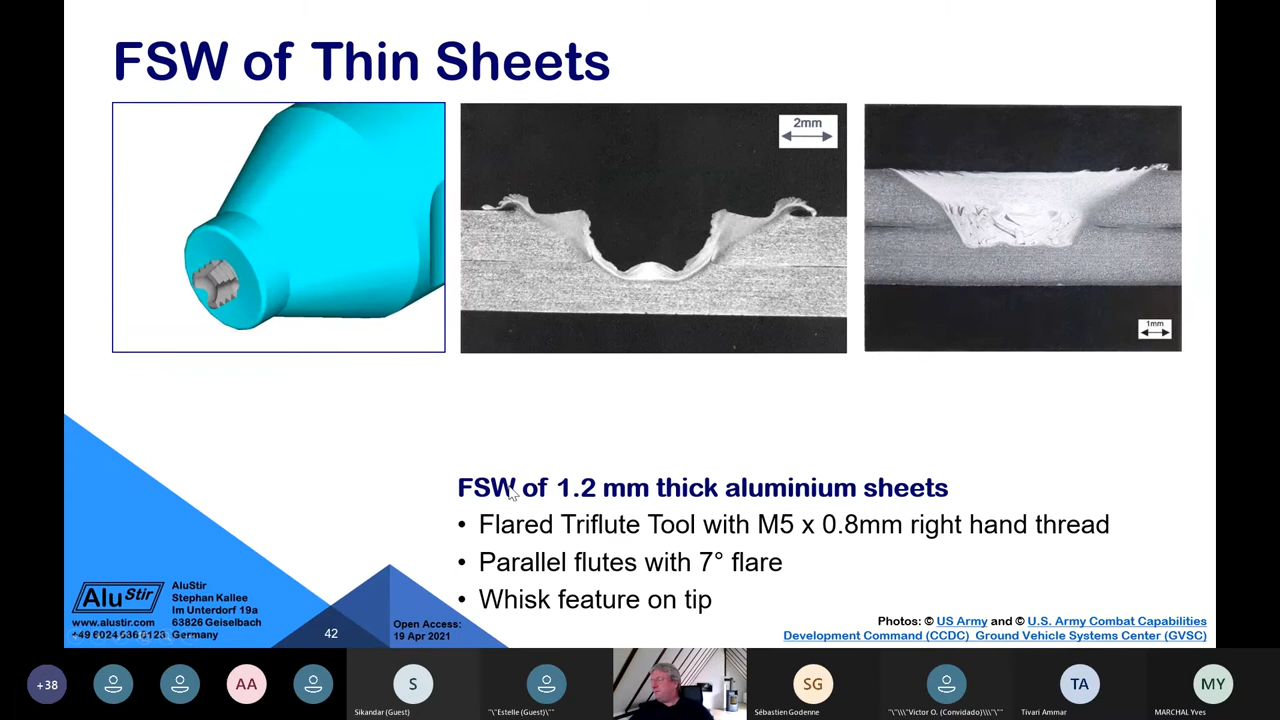 FSW of Thin Sheets
2mm
1mm
FSW of 1.2 mm thick aluminium sheets
• Flared Triflute Tool with M5 x 0.8mm right hand thread
• Parallel flutes with 7° flare
• Whisk feature on tip
AluStir
AluStir
Stephan Kallee
Im Unterdorf 19a
63826 Geiselbach
Germany
www.alustir.com
42
Open Access:
19 Apr 2021
Photos: © US Army and © U.S. Army Combat Capabilities
Development Command (CCDC) Ground Vehicle Systems Center (GVSC)
+38
AA
S
SG
TA
MY
Sikandar (Guest)
"\"Estelle (Guest)\""
Sébastien Godenne
"\"\\\"Victor O. (Convidado)\\\"\"
Tivari Ammar
MARCHAL Yves